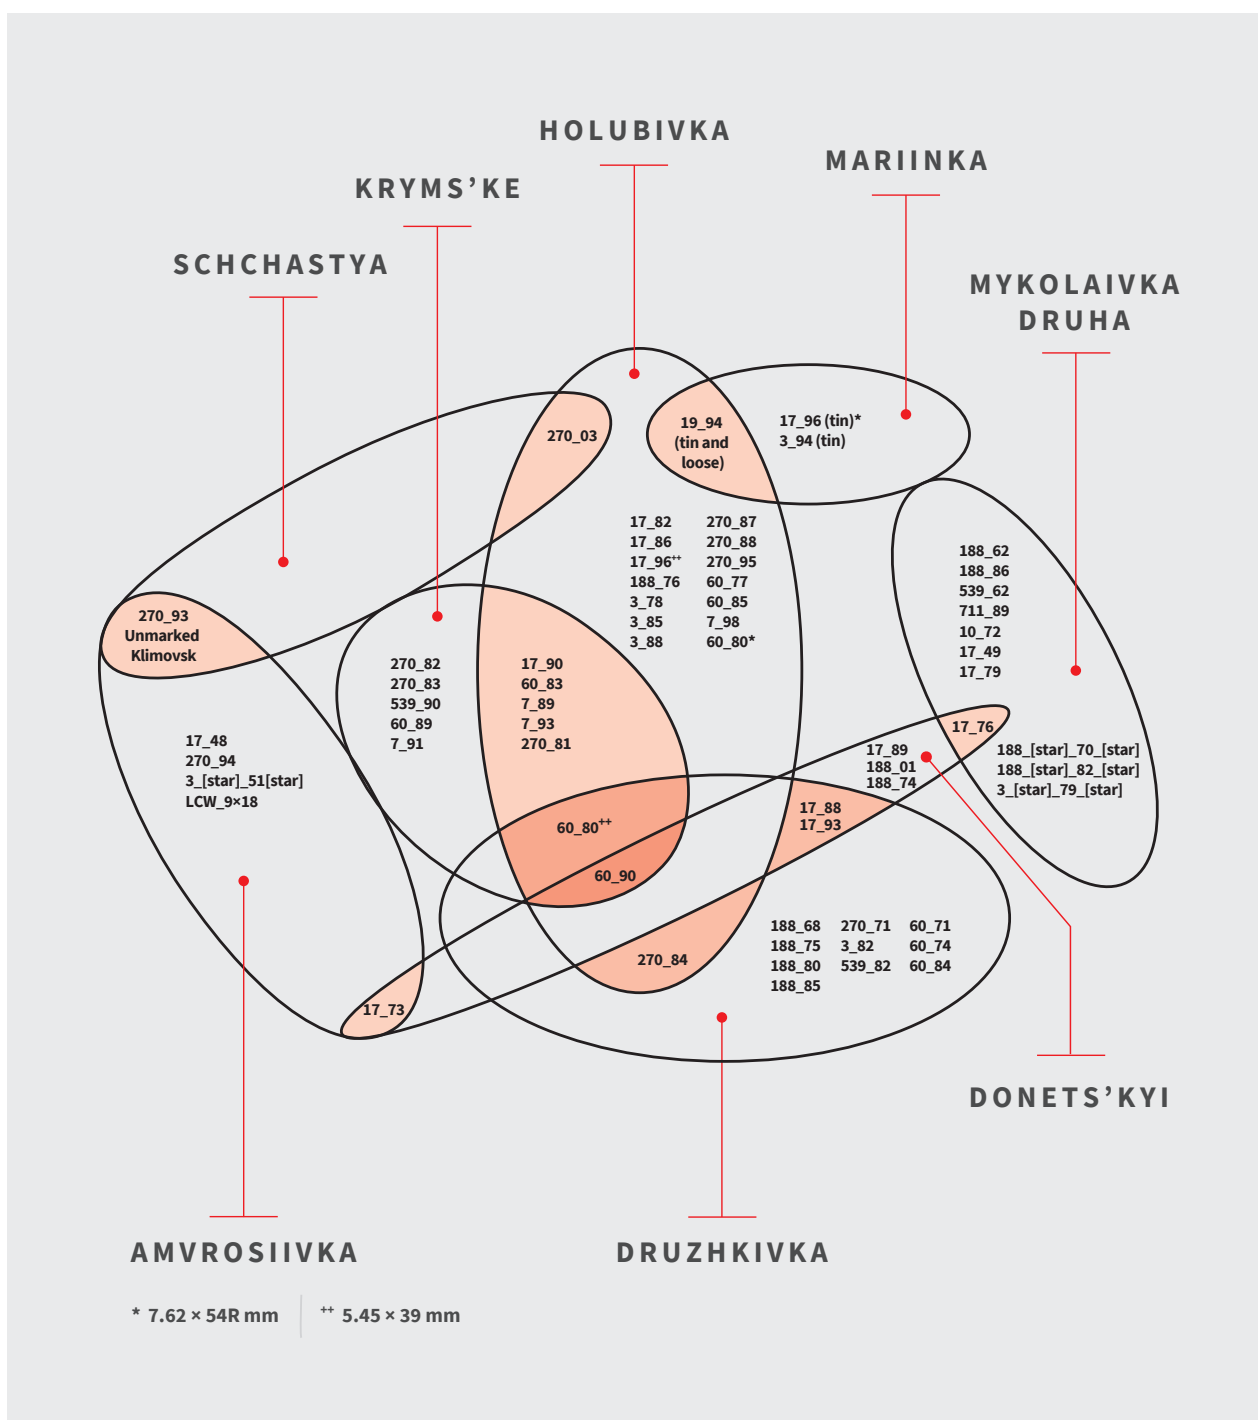 HOLUBIVKA
MARIINKA
KRYMS’KE
SCHCHASTYA
MYKOLAIVKA
DRUHA
270_03
19_94
(tin and
loose)
17_96 (tin)*
3_94 (tin)
17_82
17_86
17_96⁺⁺
188_76
3_78
3_85
3_88
270_87
270_88
270_95
60_77
60_85
7_98
60_80*
188_62
188_86
539_62
711_89
10_72
17_49
17_79
270_93
Unmarked
Klimovsk
270_82
270_83
539_90
60_89
7_91
17_90
60_83
7_89
7_93
270_81
17_76
17_48
270_94
3_[star]_51[star]
LCW_9×18
17_89
188_01
188_74
188_[star]_70_[star]
188_[star]_82_[star]
3_[star]_79_[star]
17_88
17_93
60_80⁺⁺
60_90
188_68
188_75
188_80
188_85
270_71
3_82
539_82
60_71
60_74
60_84
270_84
17_73
DONETS’KYI
AMVROSIIVKA
DRUZHKIVKA
* 7.62 × 54R mm
⁺⁺ 5.45 × 39 mm